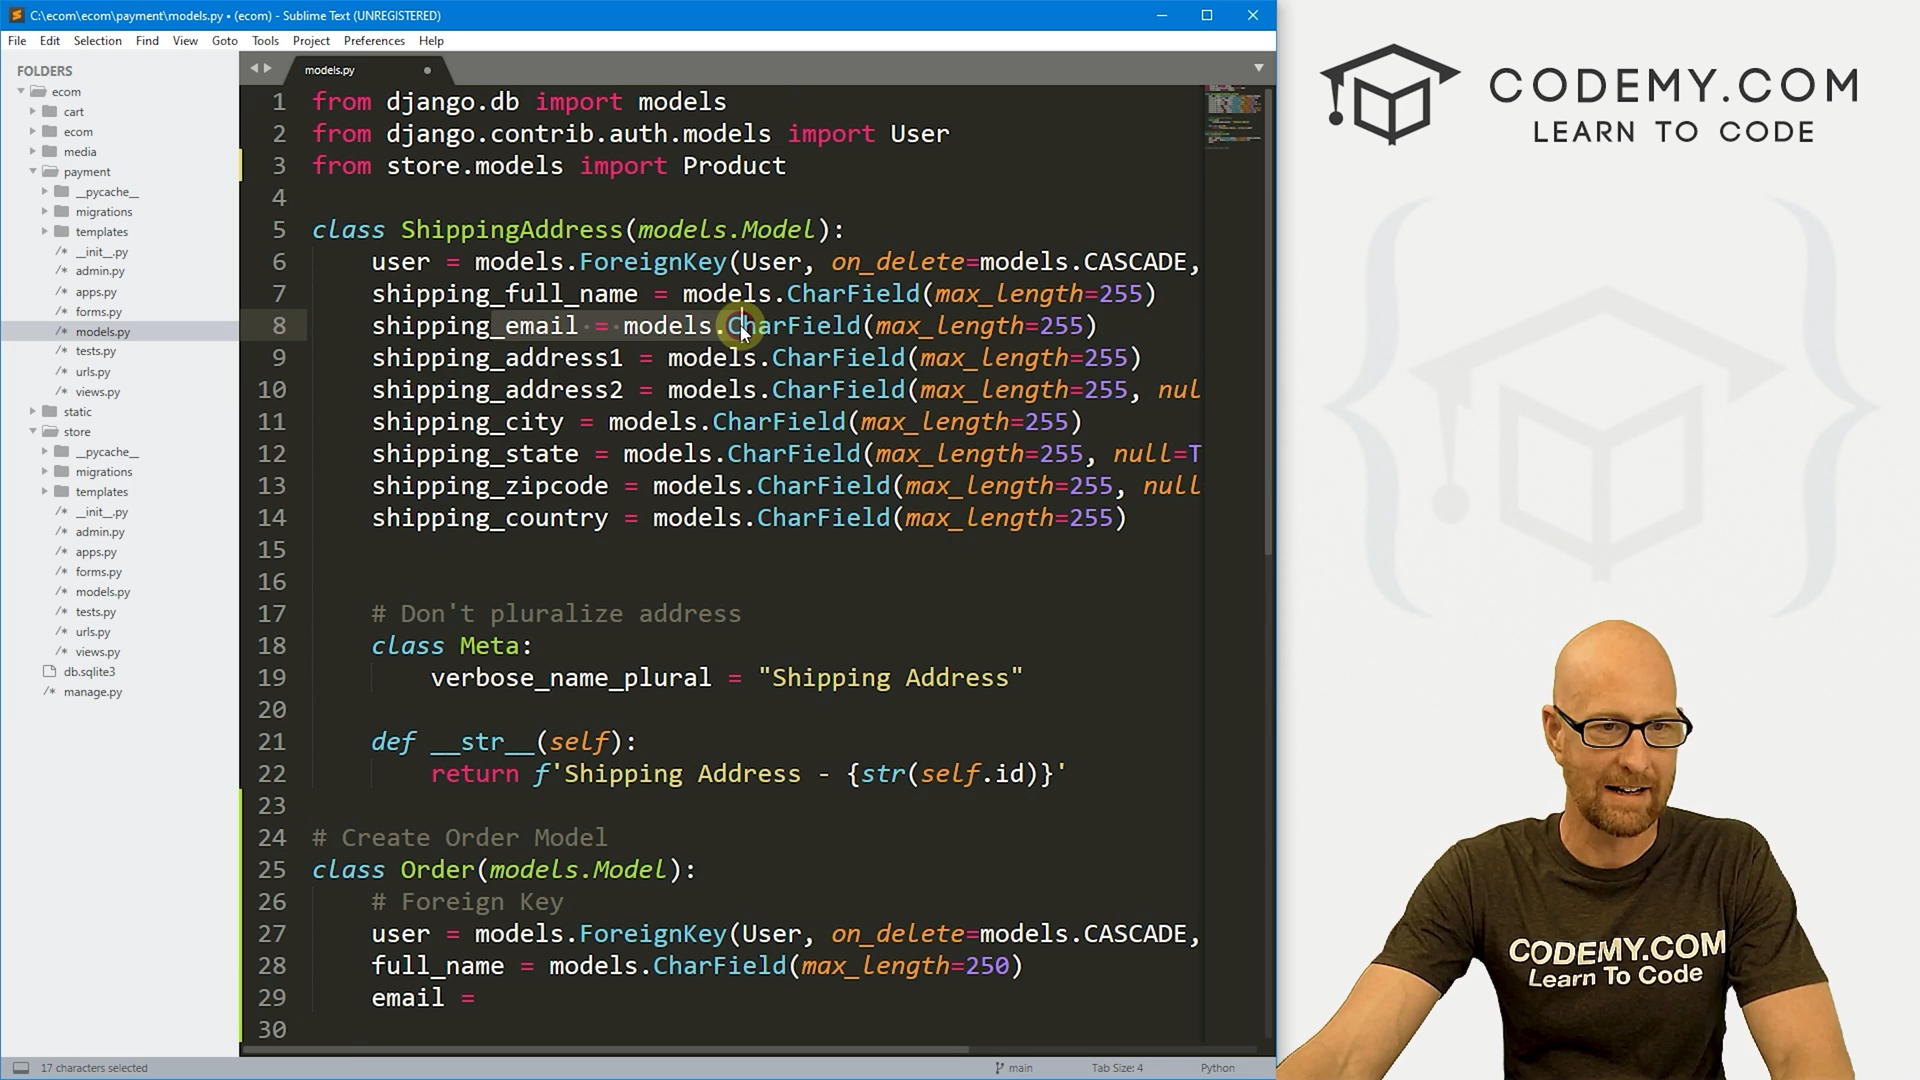 C:\ecom\ecom\payment\models.py • (ecom) - Sublime Text (UNREGISTERED)
File Edit Selection Find View Goto Tools Project Preferences Help
FOLDERS
ecom
cart
ecom
media
payment
__pycache__
migrations
templates
/* __init__.py
/* admin.py
/* apps.py
/* forms.py
/* models.py
/* tests.py
/* urls.py
/* views.py
static
store
__pycache__
migrations
templates
/* __init__.py
/* admin.py
/* apps.py
/* forms.py
/* models.py
/* tests.py
/* urls.py
/* views.py
db.sqlite3
/* manage.py
models.py
1 from django.db import models
2 from django.contrib.auth.models import User
3 from store.models import Product
4
5 class ShippingAddress(models.Model):
6 user = models.ForeignKey(User, on_delete=models.CASCADE,
7 shipping_full_name = models.CharField(max_length=255)
8 shipping_email = models.CharField(max_length=255)
9 shipping_address1 = models.CharField(max_length=255)
10 shipping_address2 = models.CharField(max_length=255, nul
11 shipping_city = models.CharField(max_length=255)
12 shipping_state = models.CharField(max_length=255, null=T
13 shipping_zipcode = models.CharField(max_length=255, null
14 shipping_country = models.CharField(max_length=255)
15
16
17 # Don't pluralize address
18 class Meta:
19 verbose_name_plural = "Shipping Address"
20
21 def __str__(self):
22 return f'Shipping Address - {str(self.id)}'
23
24 # Create Order Model
25 class Order(models.Model):
26 # Foreign Key
27 user = models.ForeignKey(User, on_delete=models.CASCADE,
28 full_name = models.CharField(max_length=250)
29 email =
30
17 characters selected
main
Tab Size: 4
Python
CODEMY.COM
LEARN TO CODE
CODEMY.COM
Learn To Code